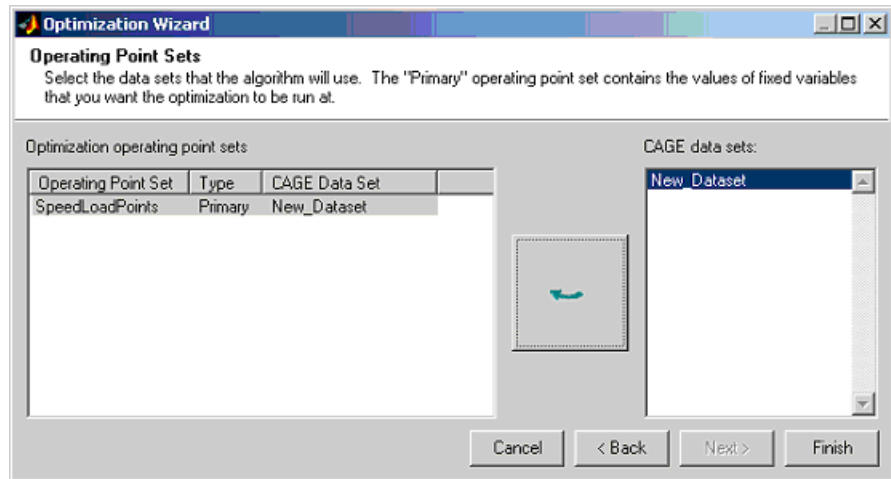 Optimization Wizard
Operating Point Sets
Select the data sets that the algorithm will use. The "Primary" operating point set contains the values of fixed variables
that you want the optimization to be run at.
Optimization operating point sets
CAGE data sets:
Operating Point Set Type CAGE Data Set
New_Dataset
SpeedLoadPoints Primary New_Dataset
Cancel < Back Next > Finish